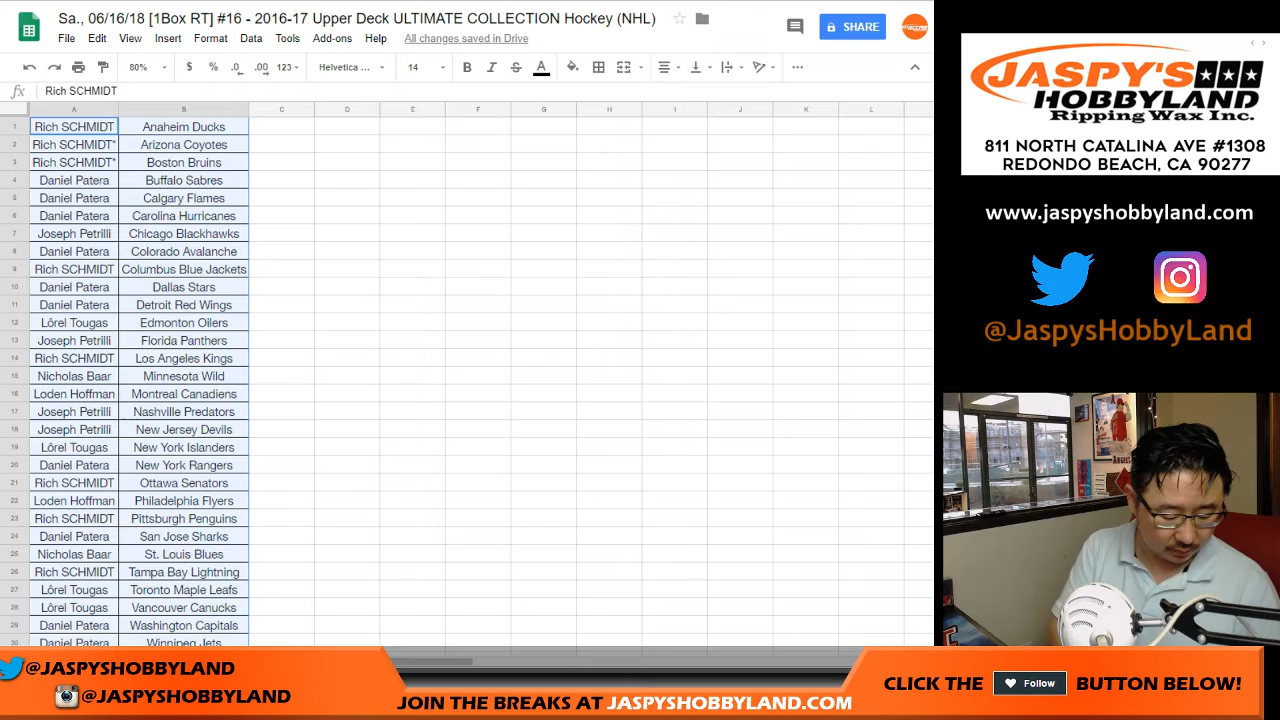 Sa., 06/16/18 [1Box RT] #16 - 2016-17 Upper Deck ULTIMATE COLLECTION Hockey (NHL)
File Edit View Insert Format Data Tools Add-ons Help All changes saved in Drive
SHARE
80% $ % .0 .00 123 Helvetica ... 14 B I S A
fx Rich SCHMIDT
A B C D E F G H I J K L
1 Rich SCHMIDT Anaheim Ducks
2 Rich SCHMIDT* Arizona Coyotes
3 Rich SCHMIDT* Boston Bruins
4 Daniel Patera Buffalo Sabres
5 Daniel Patera Calgary Flames
6 Daniel Patera Carolina Hurricanes
7 Joseph Petrilli Chicago Blackhawks
8 Daniel Patera Colorado Avalanche
9 Rich SCHMIDT Columbus Blue Jackets
10 Daniel Patera Dallas Stars
11 Daniel Patera Detroit Red Wings
12 Lôrel Tougas Edmonton Oilers
13 Joseph Petrilli Florida Panthers
14 Rich SCHMIDT Los Angeles Kings
15 Nicholas Baar Minnesota Wild
16 Loden Hoffman Montreal Canadiens
17 Joseph Petrilli Nashville Predators
18 Joseph Petrilli New Jersey Devils
19 Lôrel Tougas New York Islanders
20 Daniel Patera New York Rangers
21 Rich SCHMIDT Ottawa Senators
22 Loden Hoffman Philadelphia Flyers
23 Rich SCHMIDT Pittsburgh Penguins
24 Daniel Patera San Jose Sharks
25 Nicholas Baar St. Louis Blues
26 Rich SCHMIDT Tampa Bay Lightning
27 Lôrel Tougas Toronto Maple Leafs
28 Lôrel Tougas Vancouver Canucks
29 Daniel Patera Washington Capitals
30 Daniel Patera Winnipeg Jets
JASPY'S
HOBBYLAND
Ripping Wax Inc.
811 NORTH CATALINA AVE #1308
REDONDO BEACH, CA 90277
www.jaspyshobbyland.com
@JaspysHobbyLand
@JASPYSHOBBYLAND
@JASPYSHOBBYLAND
JOIN THE BREAKS AT JASPYSHOBBYLAND.COM
CLICK THE Follow BUTTON BELOW!